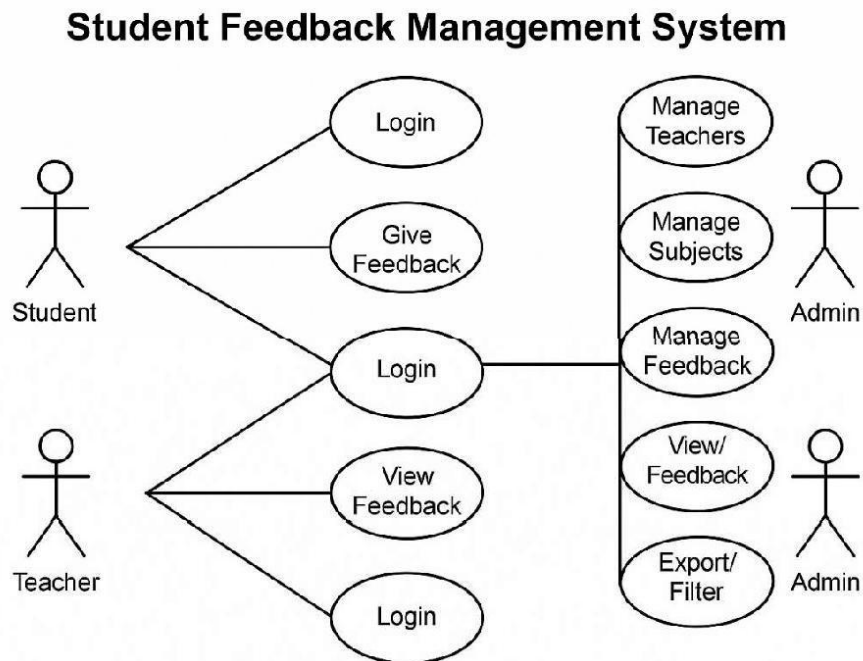 Student Feedback Management System
Login
Manage
Teachers
Give
Feedback
Manage
Subjects
Student
Admin
Login
Manage
Feedback
View
Feedback
View/
Feedback
Teacher
Admin
Login
Export/
Filter